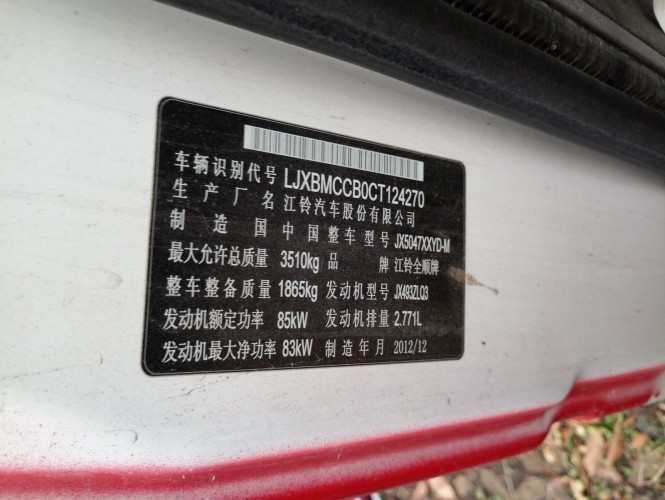 车辆识别代号 LJXBMCCB0CT124270
生产厂名 江铃汽车股份有限公司
制造国 中国 整车型号 JX5047XXYD-M
最大允许总质量 3510kg 品牌 江铃全顺牌
整车整备质量 1865kg 发动机型号 JX493ZLQ3
发动机额定功率 85kW 发动机排量 2.771L
发动机最大净功率 83kW 制造年月 2012/12